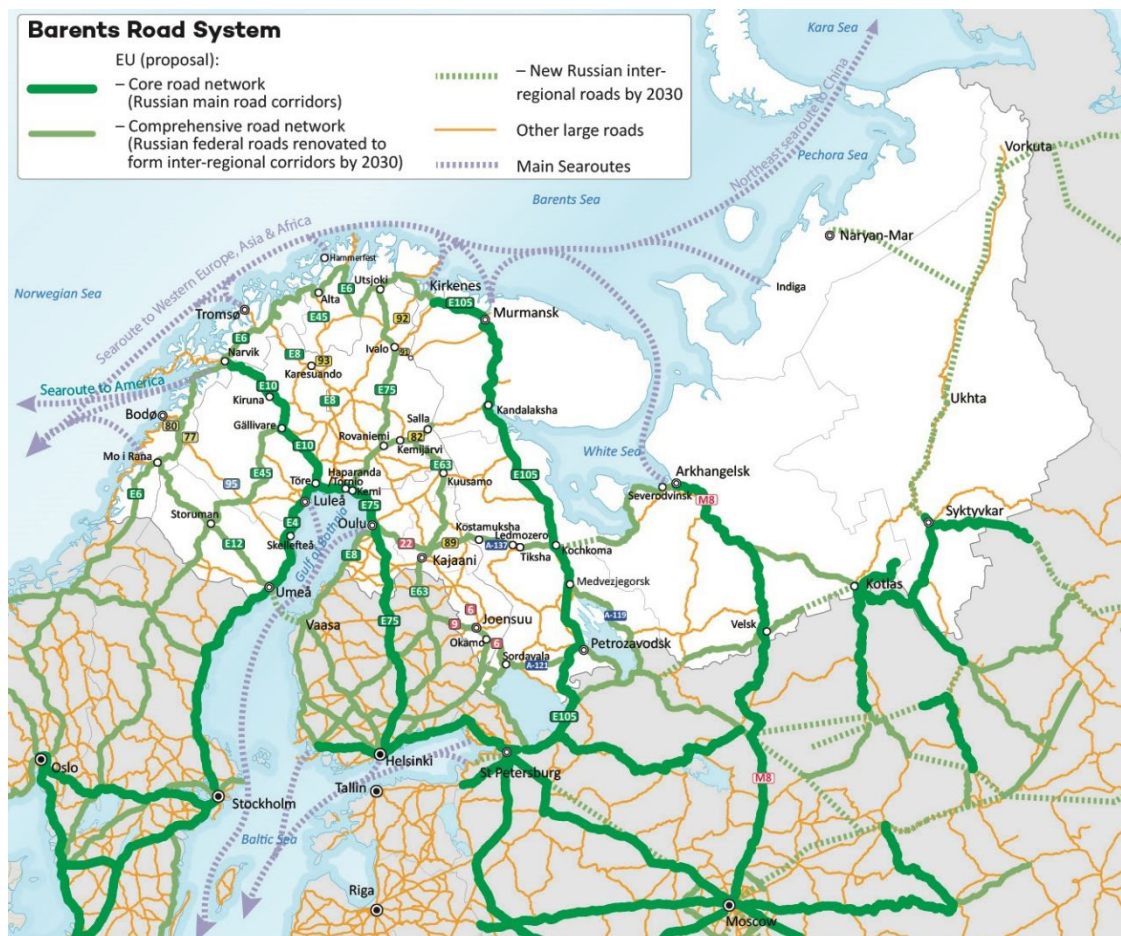 Barents Road System
EU (proposal):
– Core road network
(Russian main road corridors)
– Comprehensive road network
(Russian federal roads renovated to
form inter-regional corridors by 2030)
– New Russian inter-
regional roads by 2030
Other large roads
Main Searoutes
Kara Sea
Northeast searoute to China
Pechora Sea
Vorkuta
Barents Sea
Naryan-Mar
Searoute to Western Europe, Asia & Africa
Norwegian Sea
Hammerfest
Utsjoki
Kirkenes
Indiga
Alta
E6
E105
Tromsø
E45
92
Murmansk
E6
Narvik
E8
93
Ivalo
91
Karesuando
Searoute to America
E10
E75
Kiruna
E8
Kandalaksha
Ukhta
Bodø
80
77
Gällivare
Salla
82
Rovaniemi
Kemijärvi
E10
Mo i Rana
E45
E63
White Sea
E105
Arkhangelsk
95
Töre
Haparanda
/Tornio
Kemi
Kuusamo
Severodvinsk
M8
E6
Luleå
E75
Storuman
Oulu
Syktyvkar
E4
Skellefteå
Gulf of Bothnia
Kostamuksha
Ledmozero
E12
E8
22
89
A-137
Tiksha
Kochkoma
Kajaani
Umeå
Medvezjegorsk
Kotlas
E63
Vaasa
6
A-119
E75
9
Joensuu
Velsk
Okamo
6
Petrozavodsk
Sordavala
A-121
E105
Oslo
Helsinki
St Petersburg
Tallin
M8
Stockholm
Baltic Sea
Riga
Moscow